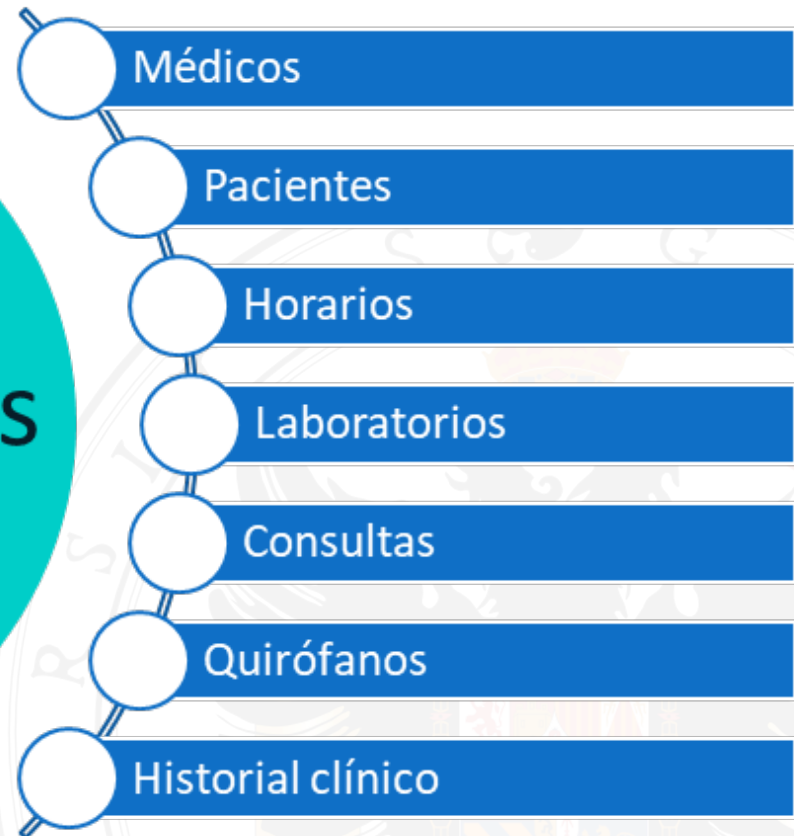 Médicos
Pacientes
Horarios
Laboratorios
Consultas
Quirófanos
Historial clínico